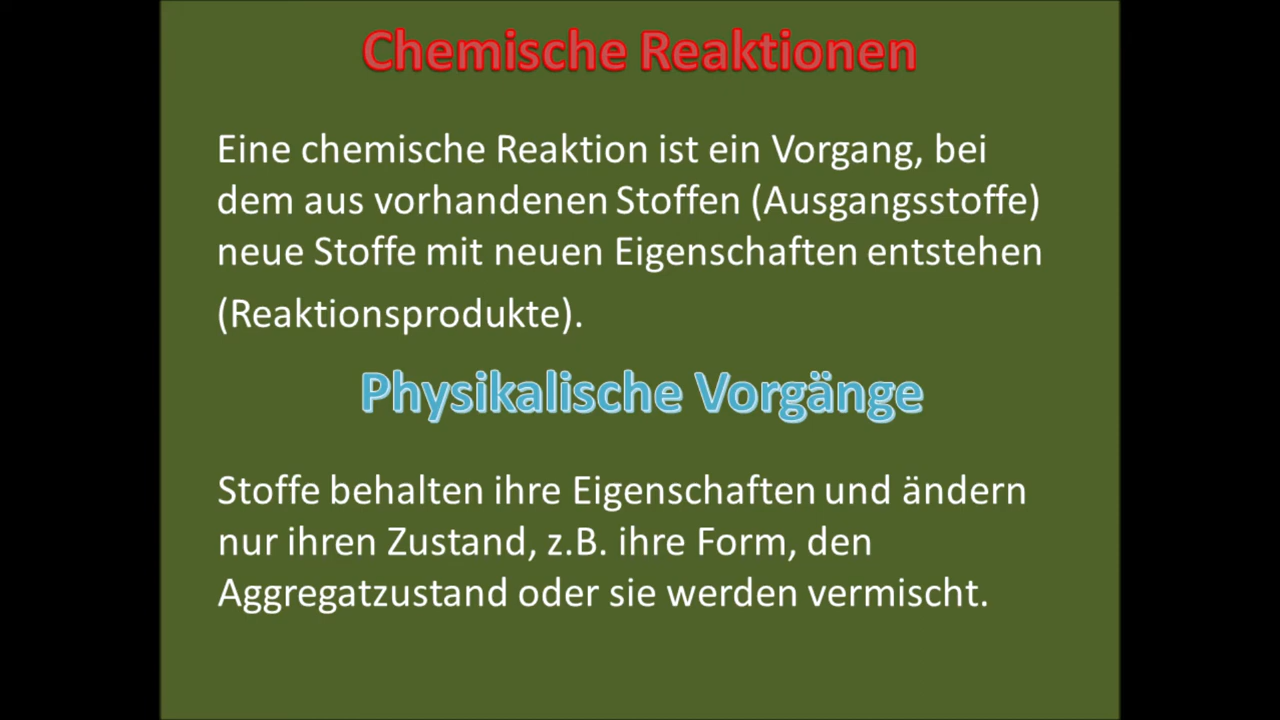 Chemische Reaktionen
Eine chemische Reaktion ist ein Vorgang, bei
dem aus vorhandenen Stoffen (Ausgangsstoffe)
neue Stoffe mit neuen Eigenschaften entstehen
(Reaktionsprodukte).
Physikalische Vorgänge
Stoffe behalten ihre Eigenschaften und ändern
nur ihren Zustand, z.B. ihre Form, den
Aggregatzustand oder sie werden vermischt.